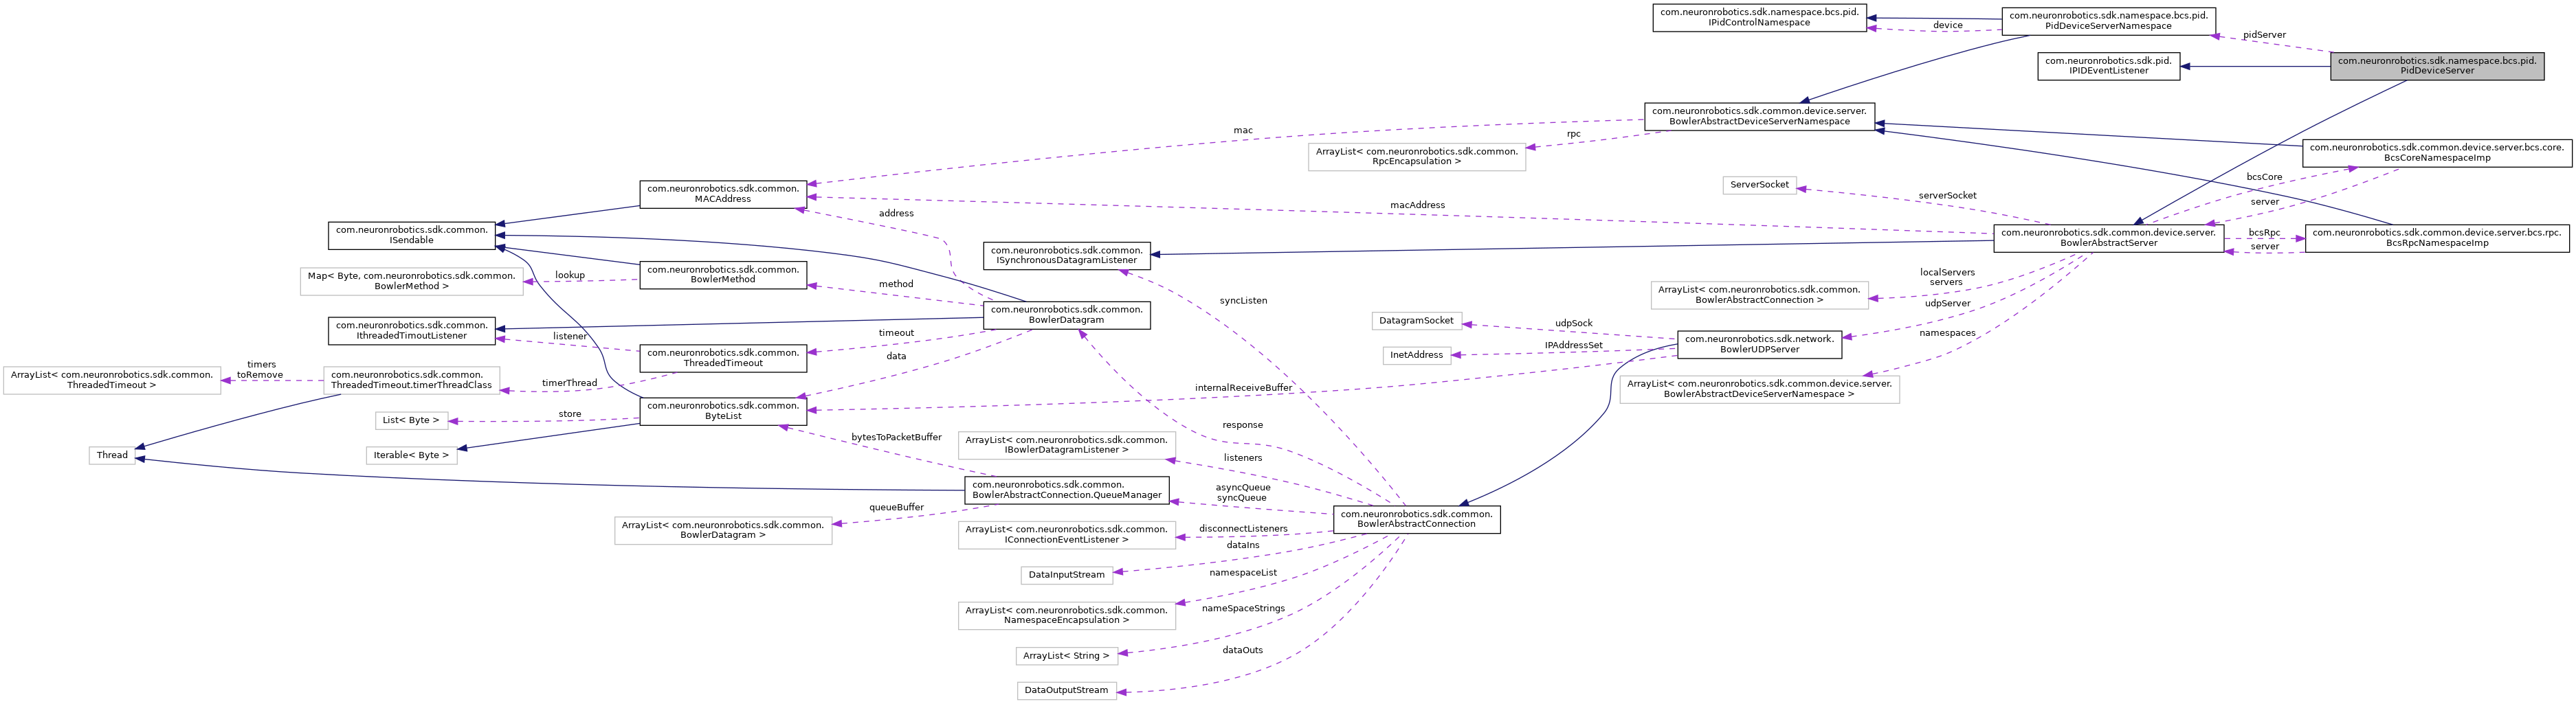 com.neuronrobotics.sdk.namespace.bcs.pid.
IPidControlNamespace
device
com.neuronrobotics.sdk.namespace.bcs.pid.
PidDeviceServerNamespace
pidServer
com.neuronrobotics.sdk.pid.
IPIDEventListener
com.neuronrobotics.sdk.namespace.bcs.pid.
PidDeviceServer
com.neuronrobotics.sdk.common.device.server.
BowlerAbstractDeviceServerNamespace
mac
rpc
ArrayList< com.neuronrobotics.sdk.common.
RpcEncapsulation >
com.neuronrobotics.sdk.common.device.server.bcs.core.
BcsCoreNamespaceImp
bcsCore
server
ServerSocket
serverSocket
com.neuronrobotics.sdk.common.
MACAddress
macAddress
address
com.neuronrobotics.sdk.common.
ISendable
com.neuronrobotics.sdk.common.device.server.
BowlerAbstractServer
bcsRpc
server
com.neuronrobotics.sdk.common.device.server.bcs.rpc.
BcsRpcNamespaceImp
com.neuronrobotics.sdk.common.
ISynchronousDatagramListener
Map< Byte, com.neuronrobotics.sdk.common.
BowlerMethod >
lookup
com.neuronrobotics.sdk.common.
BowlerMethod
method
syncListen
localServers
servers
ArrayList< com.neuronrobotics.sdk.common.
BowlerAbstractConnection >
udpServer
com.neuronrobotics.sdk.common.
BowlerDatagram
com.neuronrobotics.sdk.common.
IthreadedTimoutListener
listener
timeout
com.neuronrobotics.sdk.common.
ThreadedTimeout
data
DatagramSocket
udpSock
InetAddress
IPAddressSet
com.neuronrobotics.sdk.network.
BowlerUDPServer
namespaces
ArrayList< com.neuronrobotics.sdk.common.device.server.
BowlerAbstractDeviceServerNamespace >
ArrayList< com.neuronrobotics.sdk.common.
ThreadedTimeout >
timers
toRemove
com.neuronrobotics.sdk.common.
ThreadedTimeout.timerThreadClass
timerThread
internalReceiveBuffer
com.neuronrobotics.sdk.common.
ByteList
List< Byte >
store
Iterable< Byte >
Thread
response
bytesToPacketBuffer
ArrayList< com.neuronrobotics.sdk.common.
IBowlerDatagramListener >
listeners
com.neuronrobotics.sdk.common.
BowlerAbstractConnection.QueueManager
asyncQueue
syncQueue
queueBuffer
ArrayList< com.neuronrobotics.sdk.common.
BowlerDatagram >
com.neuronrobotics.sdk.common.
BowlerAbstractConnection
ArrayList< com.neuronrobotics.sdk.common.
IConnectionEventListener >
disconnectListeners
dataIns
DataInputStream
namespaceList
ArrayList< com.neuronrobotics.sdk.common.
NamespaceEncapsulation >
nameSpaceStrings
ArrayList< String >
dataOuts
DataOutputStream